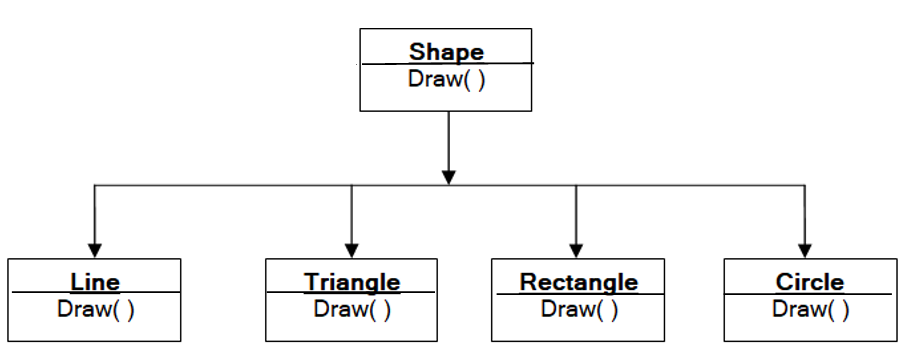 Shape
Draw( )
Line
Draw( )
Triangle
Draw( )
Rectangle
Draw( )
Circle
Draw( )